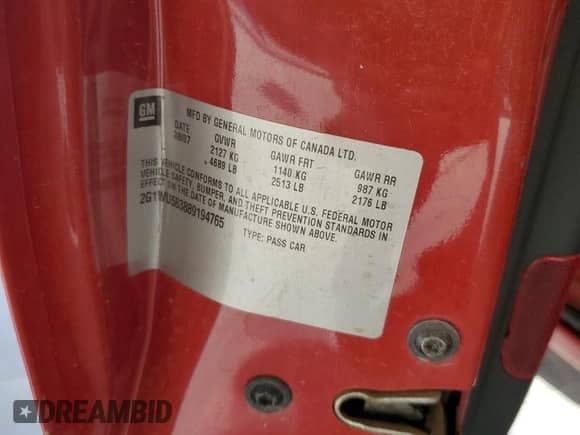 GM
MFD BY GENERAL MOTORS OF CANADA LTD.
DATE GVWR GAWR FRT GAWR RR
08/07 2127 KG 1140 KG 987 KG
4689 LB 2513 LB 2176 LB
THIS VEHICLE CONFORMS TO ALL APPLICABLE U.S. FEDERAL MOTOR
VEHICLE SAFETY, BUMPER, AND THEFT PREVENTION STANDARDS IN
EFFECT ON THE DATE OF MANUFACTURE SHOWN ABOVE.
2G1WU583889194765 TYPE: PASS CAR
DREAMBID